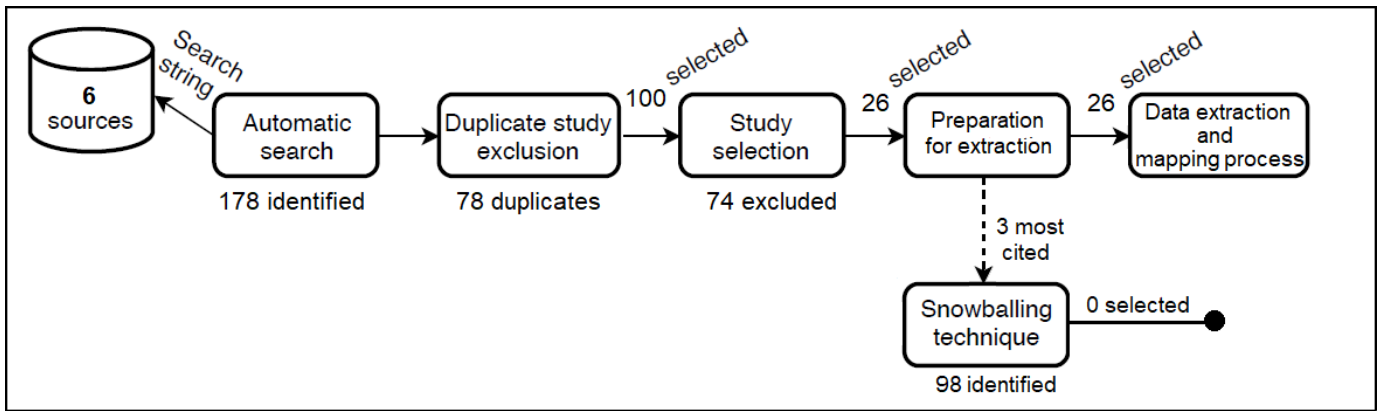 6
sources
Search
string
Automatic
search
178 identified
Duplicate study
exclusion
78 duplicates
100 selected
Study
selection
74 excluded
26 selected
Preparation
for extraction
26 selected
Data extraction
and
mapping process
3 most
cited
Snowballing
technique
98 identified
0 selected